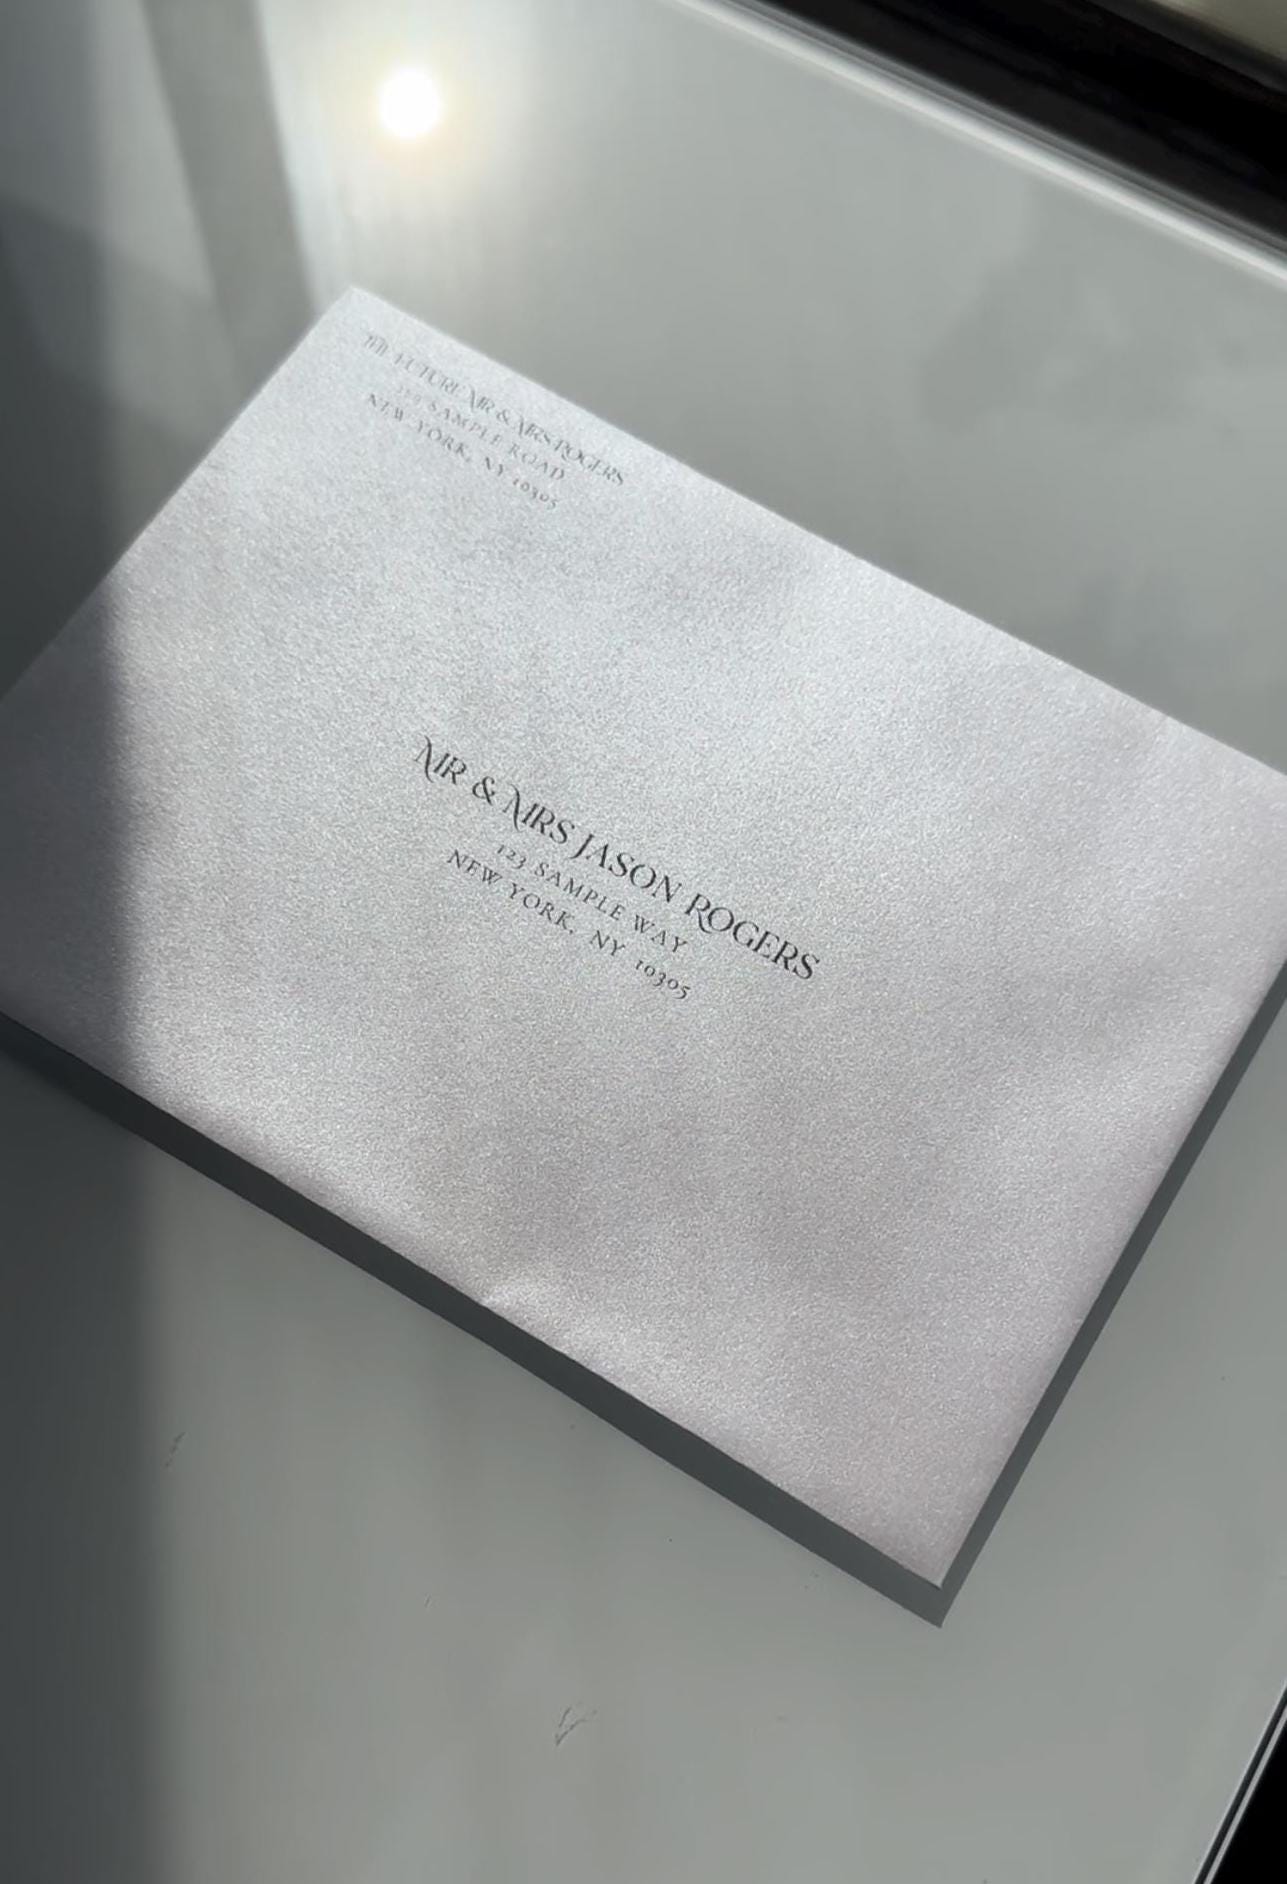 THE FUTURE MR & MRS ROGERS
SAMPLE ROAD
NEW YORK, NY 10305
MR & MRS JASON ROGERS
123 SAMPLE WAY
NEW YORK, NY 10305